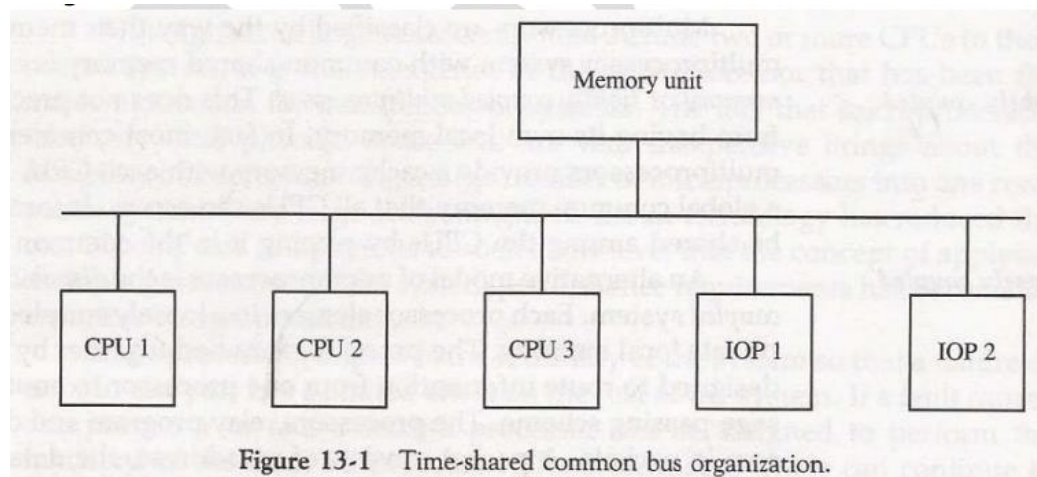 Memory unit
CPU 1 CPU 2 CPU 3 IOP 1 IOP 2
Figure 13-1 Time-shared common bus organization.